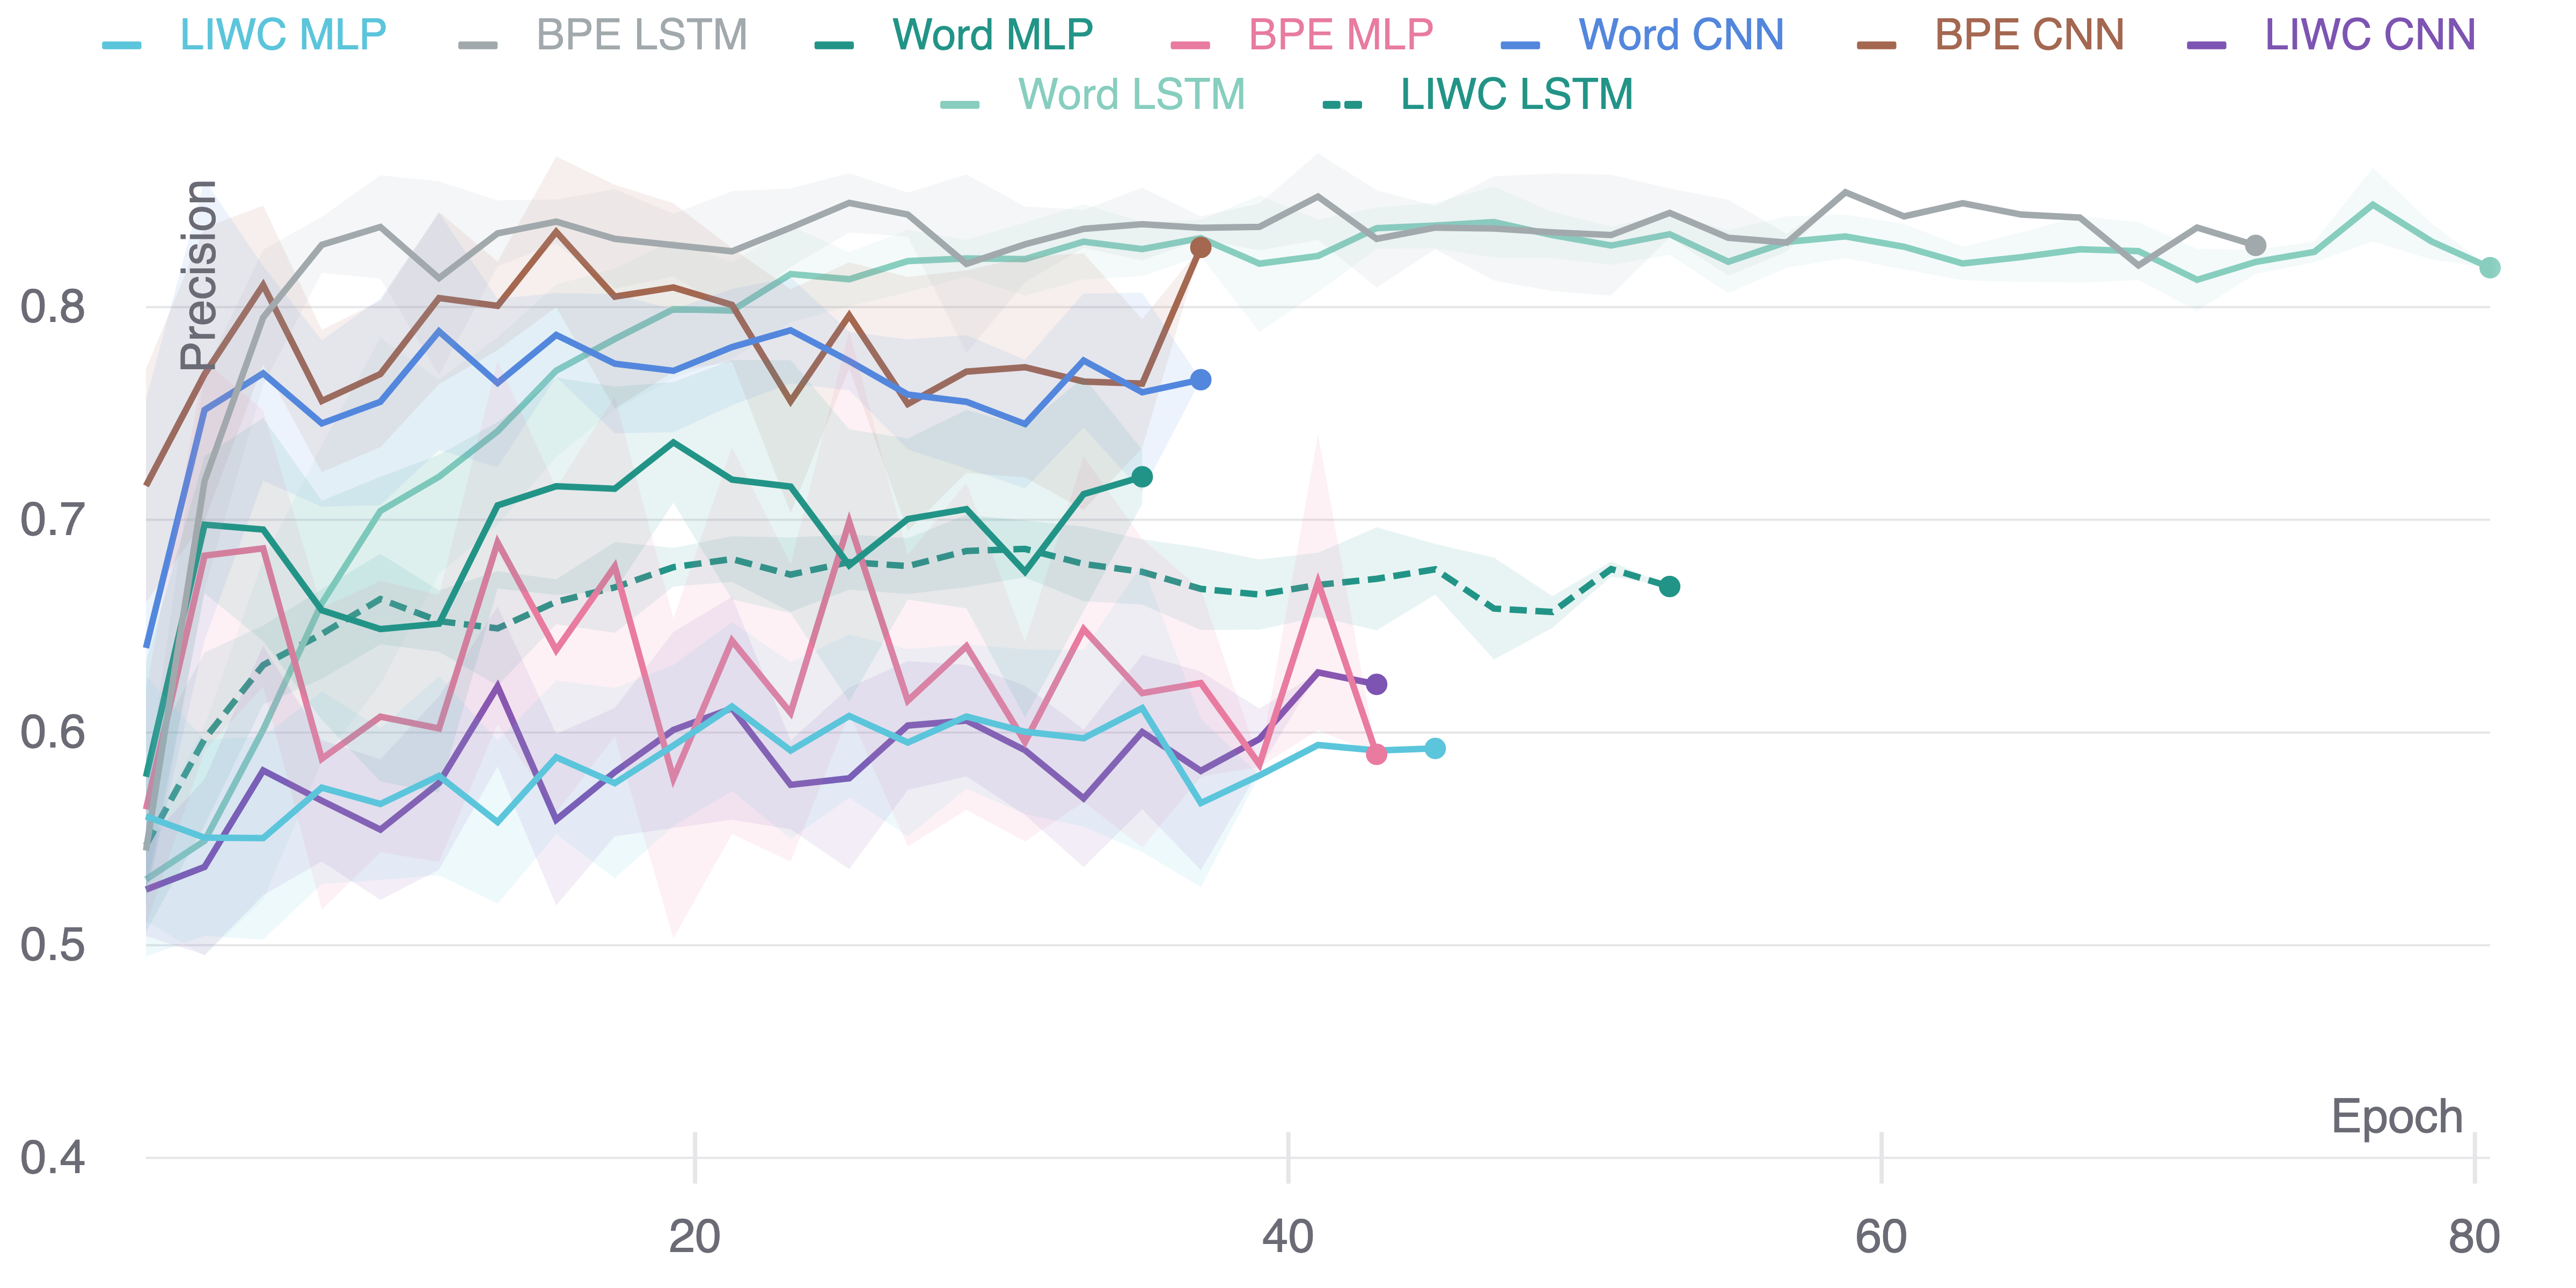 LIWC MLP BPE LSTM Word MLP BPE MLP Word CNN BPE CNN LIWC CNN
Word LSTM LIWC LSTM
Precision
0.8
0.7
0.6
0.5
0.4
Epoch
20 40 60 80